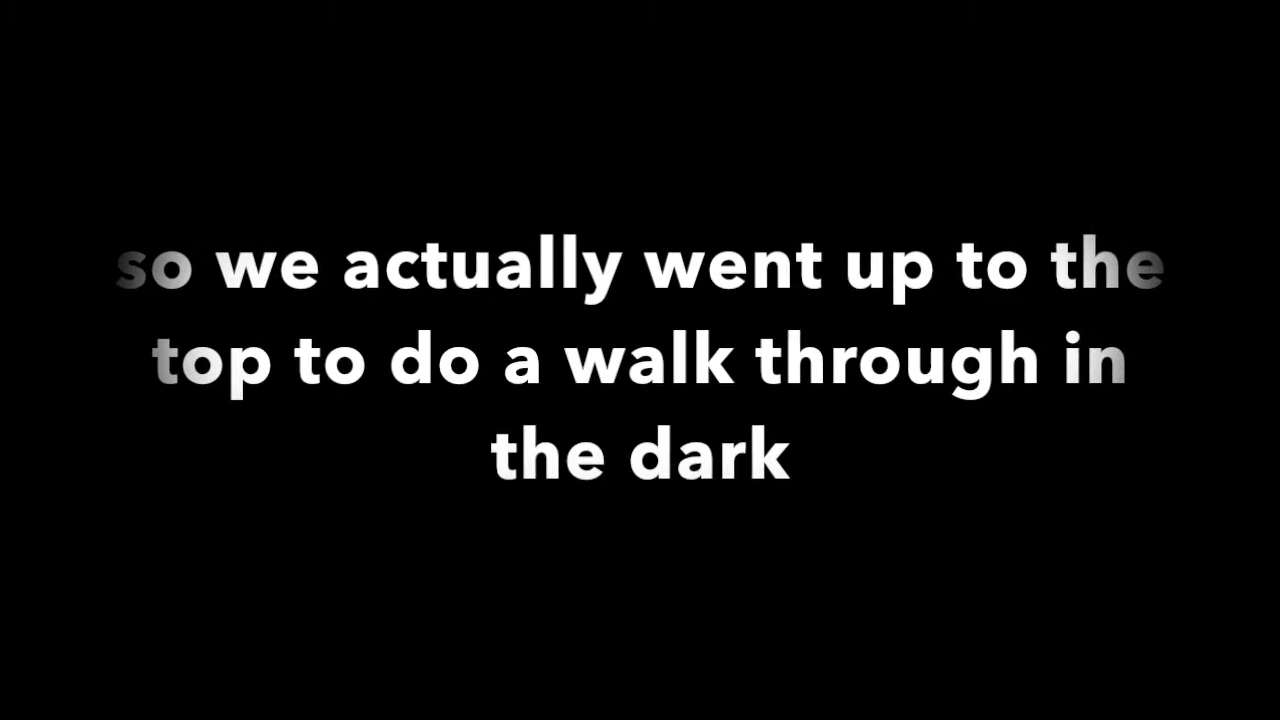 so we actually went up to the
top to do a walk through in
the dark